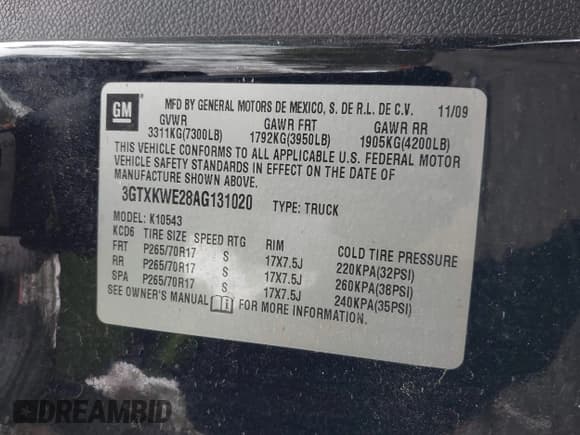 GM
MFD BY GENERAL MOTORS DE MEXICO, S. DE R.L. DE C.V. 11/09
GVWR GAWR FRT GAWR RR
3311KG(7300LB) 1792KG(3950LB) 1905KG(4200LB)
THIS VEHICLE CONFORMS TO ALL APPLICABLE U.S. FEDERAL MOTOR
VEHICLE SAFETY STANDARDS IN EFFECT ON THE DATE OF
MANUFACTURE SHOWN ABOVE.
3GTXKWE28AG131020 TYPE: TRUCK
MODEL: K10543
KCD6 TIRE SIZE SPEED RTG RIM COLD TIRE PRESSURE
FRT P265/70R17 S 17X7.5J 220KPA(32PSI)
RR P265/70R17 S 17X7.5J 260KPA(38PSI)
SPA P265/70R17 S 17X7.5J 240KPA(35PSI)
SEE OWNER'S MANUAL FOR MORE INFORMATION.
DREAMBID